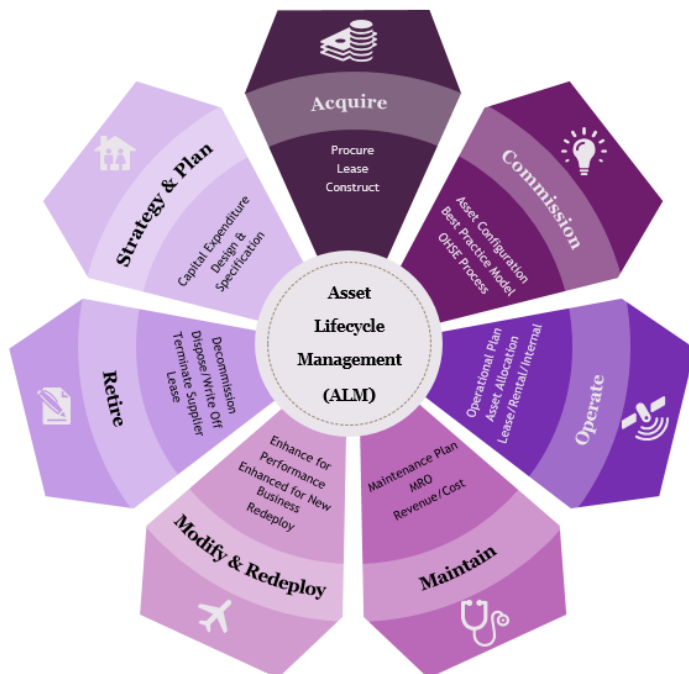 Acquire
Procure
Lease
Construct
Commission
Asset Configuration
Best Practice Model
OHSE Process
Operate
Operational Plan
Asset Allocation
Lease/Rental/Internal
Maintain
Maintenance Plan
MRO
Revenue/Cost
Modify & Redeploy
Enhance for
Performance
Enhanced for New
Business
Redeploy
Retire
Decommission
Dispose/Write Off
Terminate Supplier
Lease
Strategy & Plan
Capital Expenditure
Design &
Specification
Asset
Lifecycle
Management
(ALM)